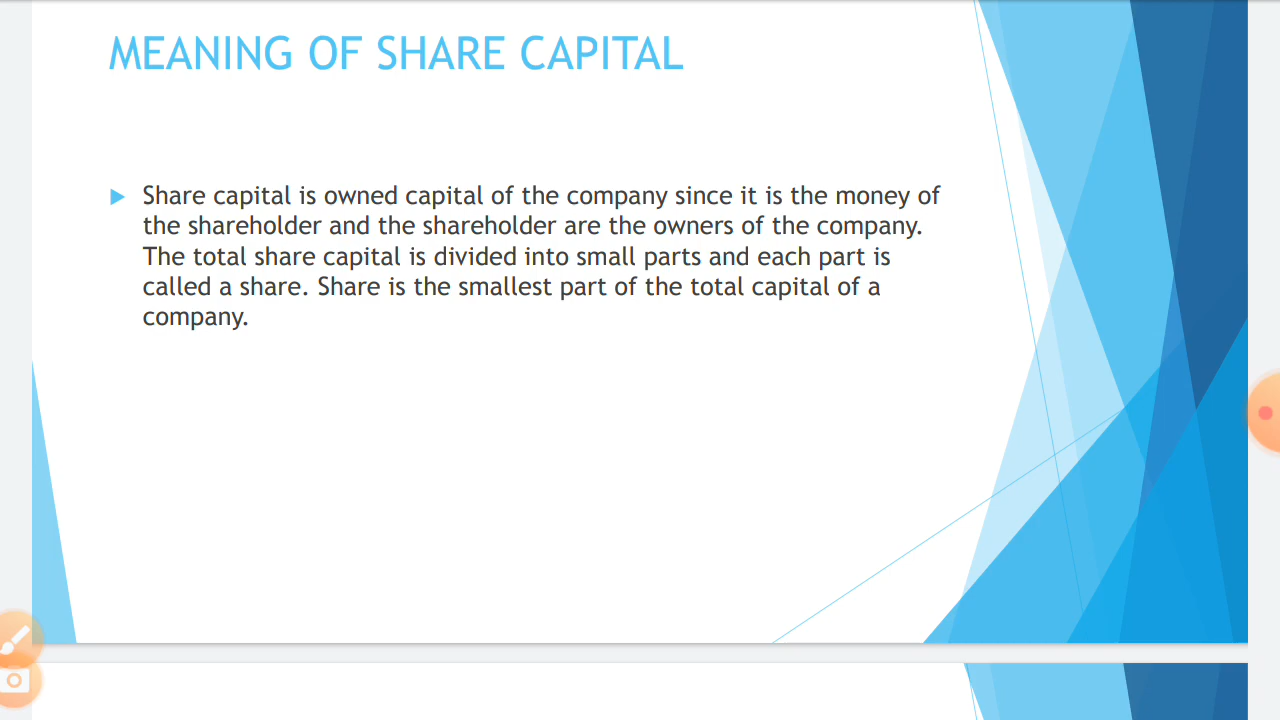 MEANING OF SHARE CAPITAL
Share capital is owned capital of the company since it is the money of
the shareholder and the shareholder are the owners of the company.
The total share capital is divided into small parts and each part is
called a share. Share is the smallest part of the total capital of a
company.